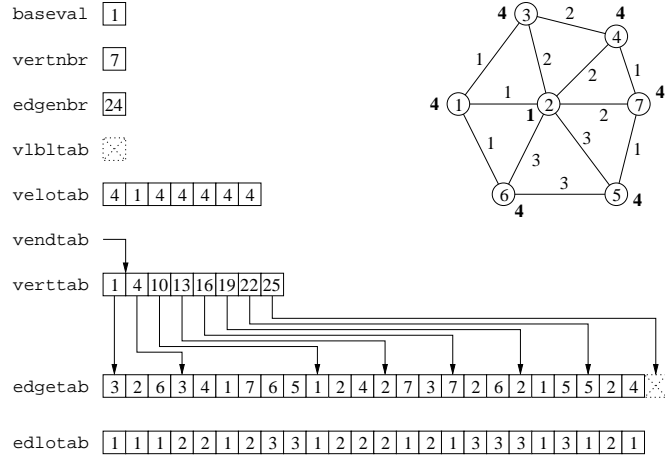 baseval 1
vertnbr 7
edgenbr 24
vlbltab
velotab 4 1 4 4 4 4 4
vendtab
verttab 1 4 10 13 16 19 22 25
edgetab 3 2 6 3 4 1 7 6 5 1 2 4 2 7 3 7 2 6 2 1 5 5 2 4
edlotab 1 1 1 2 2 1 2 3 3 1 2 2 2 1 2 1 3 3 3 1 3 1 2 1
4 3 2 4
4
1 2 2 1
4 1 1 2 2 7 4
1
1 3 3 1
6 3 5 4
4